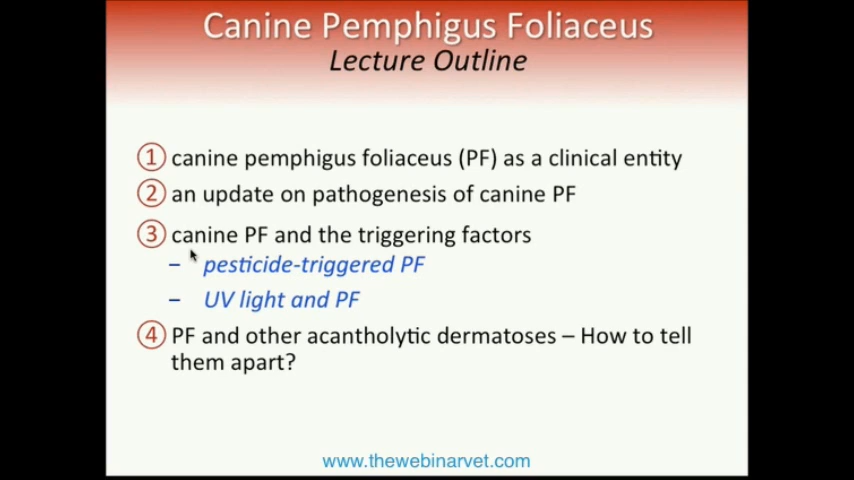 Canine Pemphigus Foliaceus
Lecture Outline
① canine pemphigus foliaceus (PF) as a clinical entity
② an update on pathogenesis of canine PF
③ canine PF and the triggering factors
– pesticide-triggered PF
– UV light and PF
④ PF and other acantholytic dermatoses – How to tell
them apart?
www.thewebinarvet.com